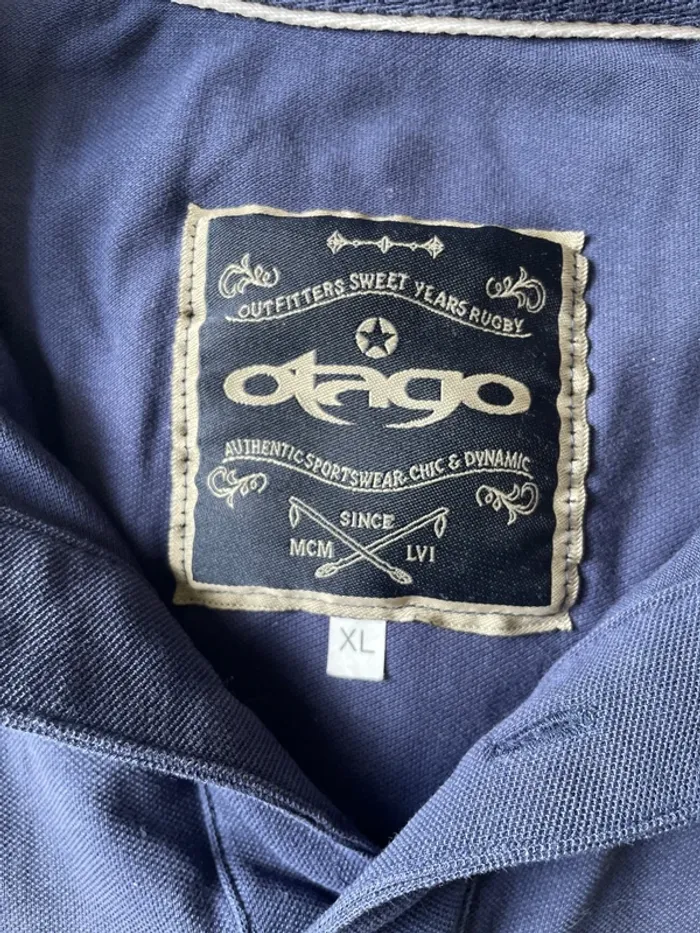 OUTFITTERS SWEET YEARS RUGBY
otago
AUTHENTIC SPORTSWEAR CHIC & DYNAMIC
SINCE
MCM LVI
XL